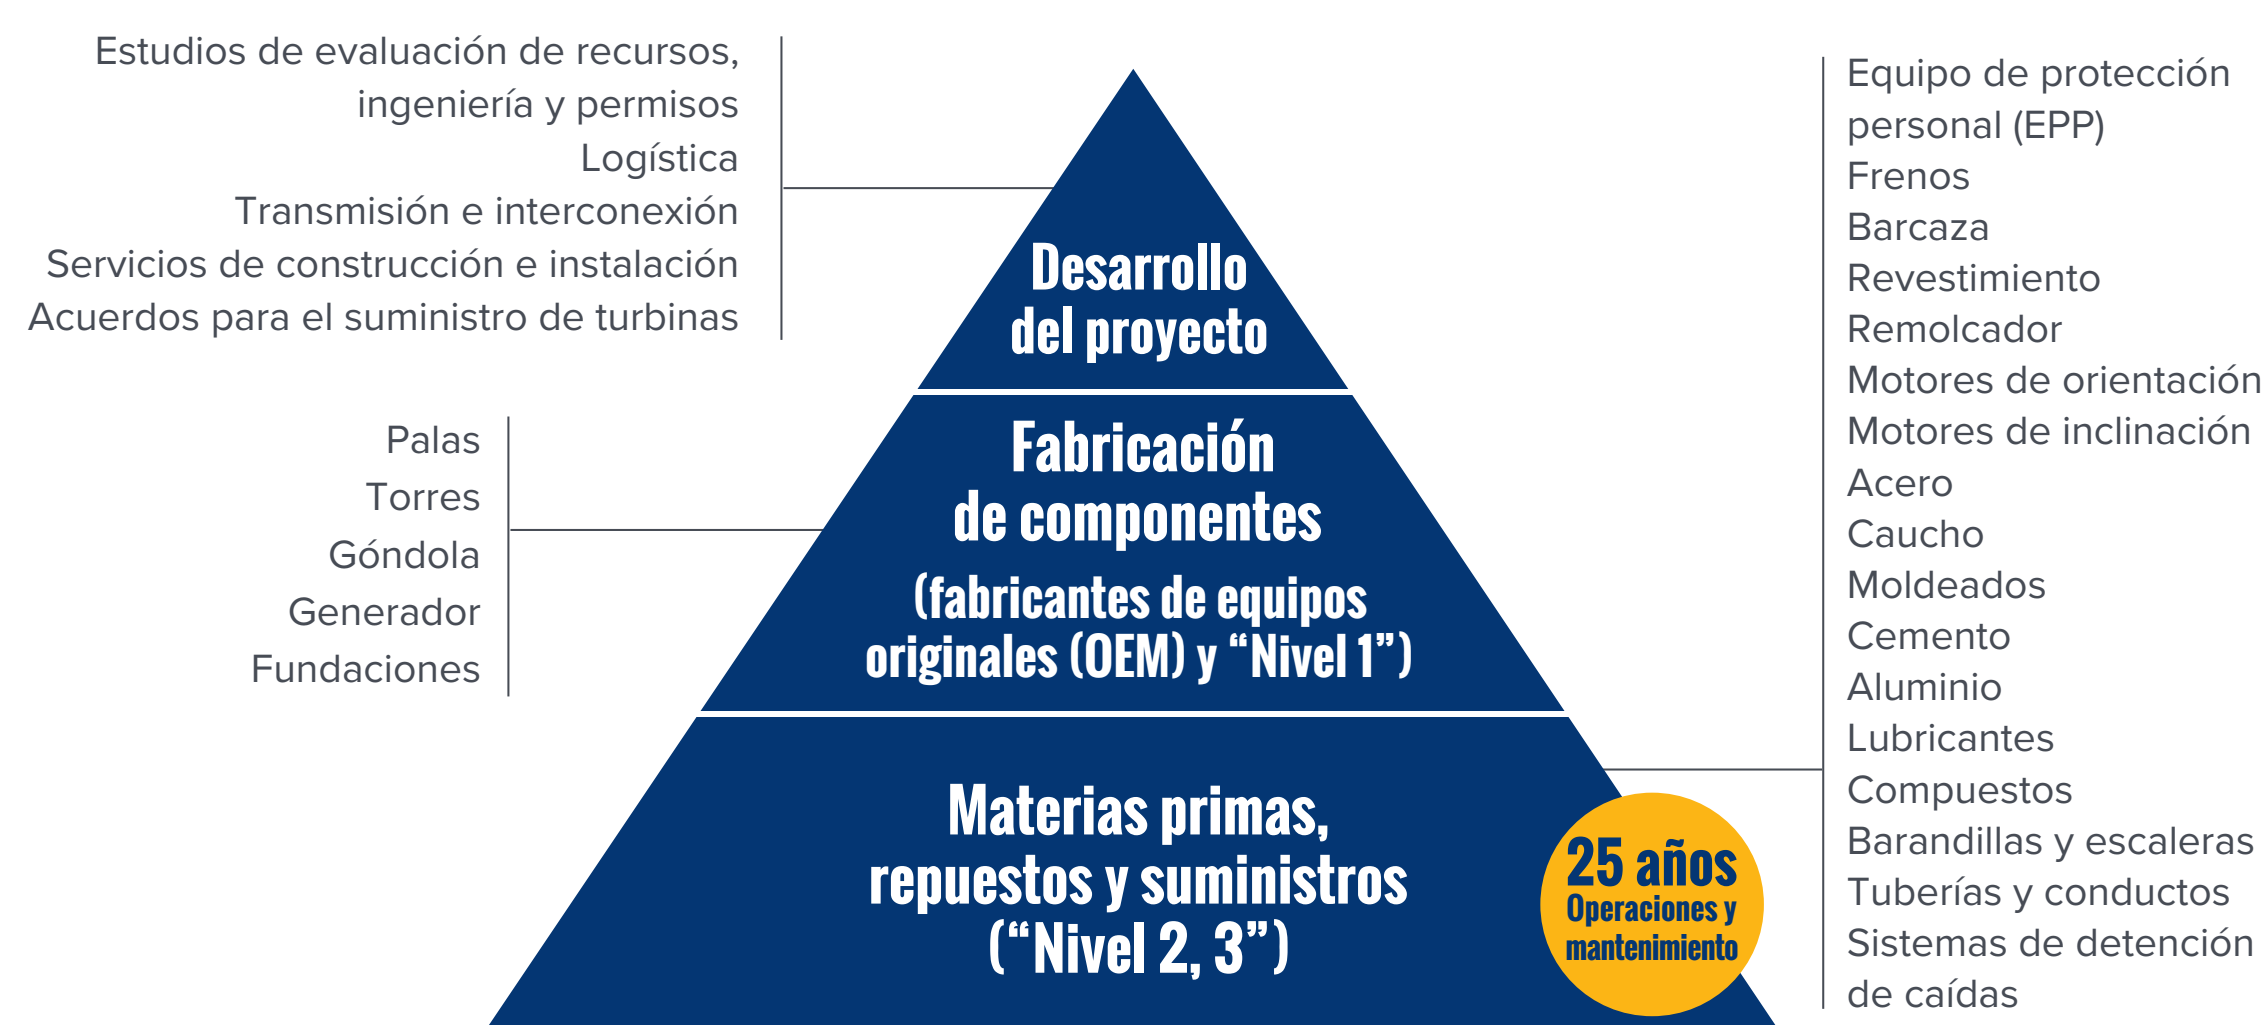 Estudios de evaluación de recursos,
ingeniería y permisos
Logística
Transmisión e interconexión
Servicios de construcción e instalación
Acuerdos para el suministro de turbinas
Desarrollo
del proyecto
Palas
Torres
Góndola
Generador
Fundaciones
Fabricación
de componentes
(fabricantes de equipos
originales (OEM) y “Nivel 1”)
Materias primas,
repuestos y suministros
(“Nivel 2, 3”)
25 años
Operaciones y
mantenimiento
Equipo de protección
personal (EPP)
Frenos
Barcaza
Revestimiento
Remolcador
Motores de orientación
Motores de inclinación
Acero
Caucho
Moldeados
Cemento
Aluminio
Lubricantes
Compuestos
Barandillas y escaleras
Tuberías y conductos
Sistemas de detención
de caídas